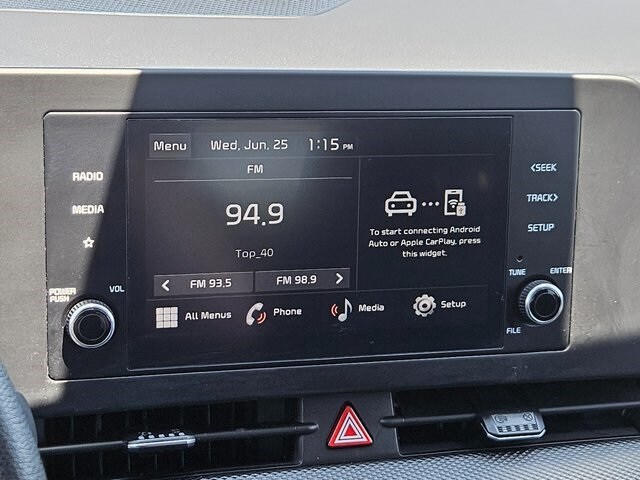 Menu Wed, Jun, 25 1:15 PM
FM
94.9
Top_40
< FM 93.5 FM 98.9 >
To start connecting Android
Auto or Apple CarPlay, press
this widget.
All Menus Phone Media Setup
RADIO
MEDIA
VOL
POWER
PUSH
<SEEK
TRACK>
SETUP
TUNE ENTER
FILE